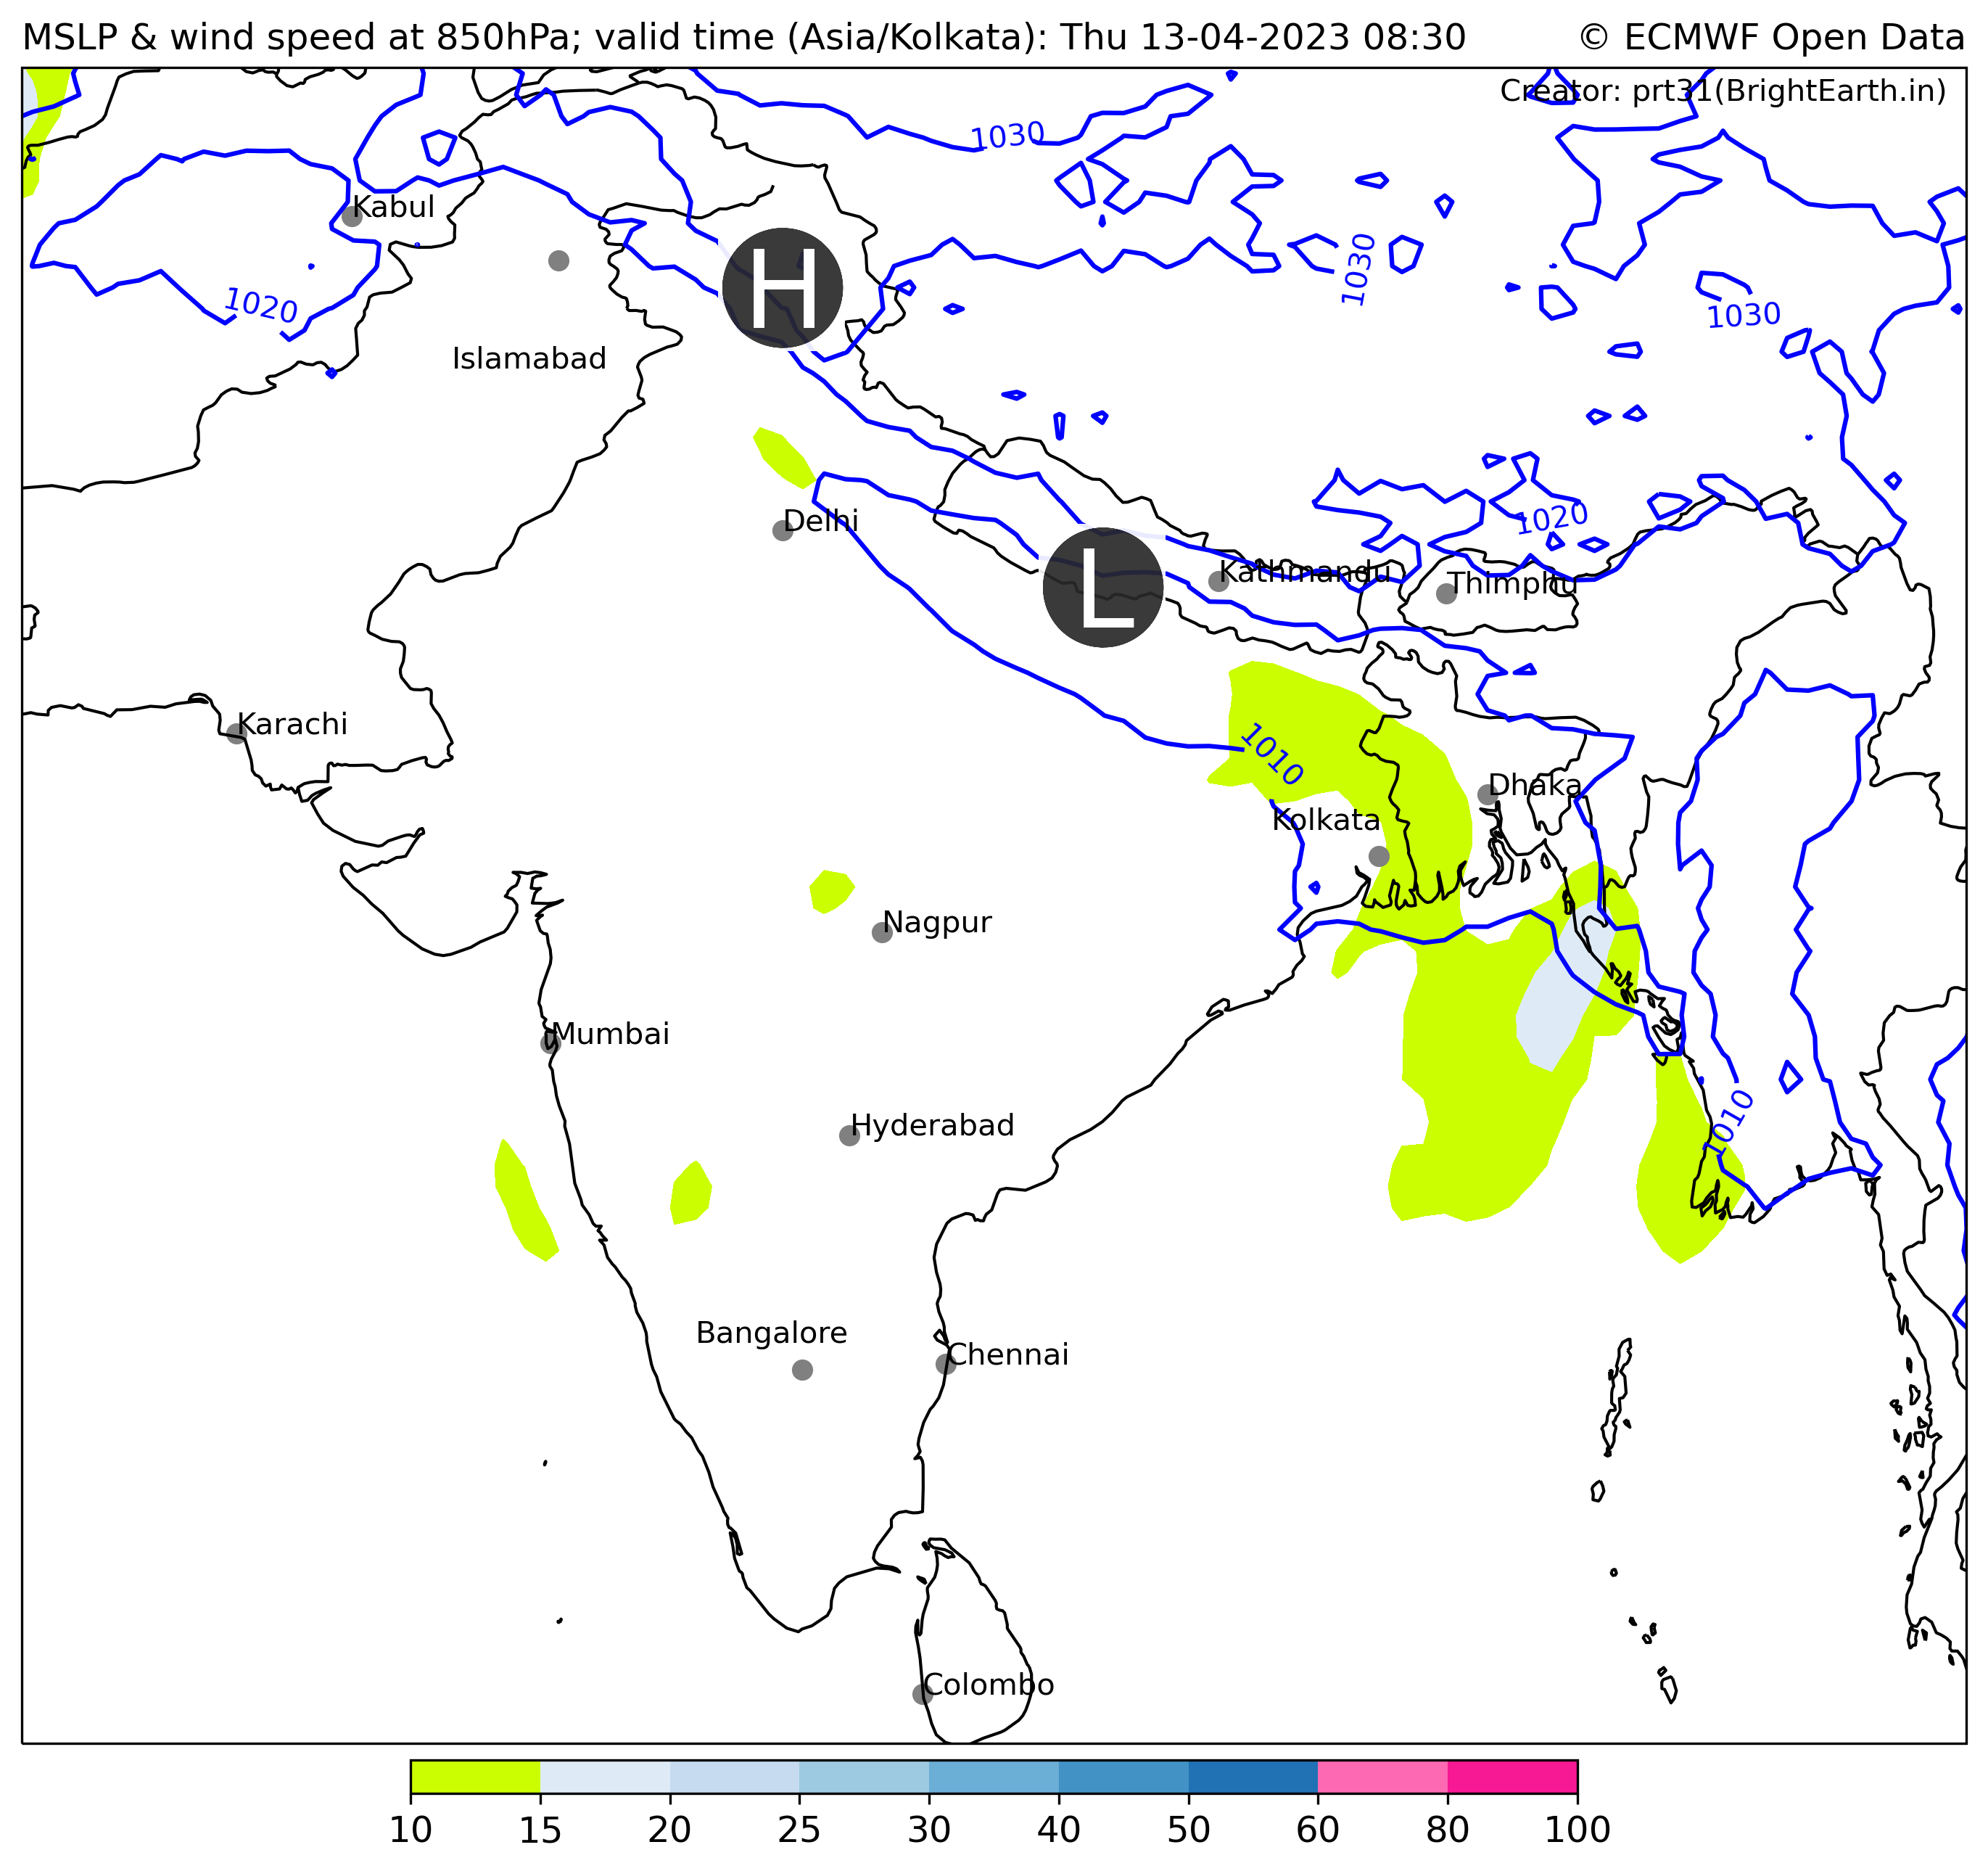 MSLP & wind speed at 850hPa; valid time (Asia/Kolkata): Thu 13-04-2023 08:30 © ECMWF Open Data
Creator: prt31(BrightEarth.in)
1030
Kabul
1030
H
1020
1030
Islamabad
Delhi
1020
L
Kathmandu
Thimphu
Karachi
1010
Dhaka
Kolkata
Nagpur
Mumbai
Hyderabad
1010
Bangalore
Chennai
Colombo
10 15 20 25 30 40 50 60 80 100